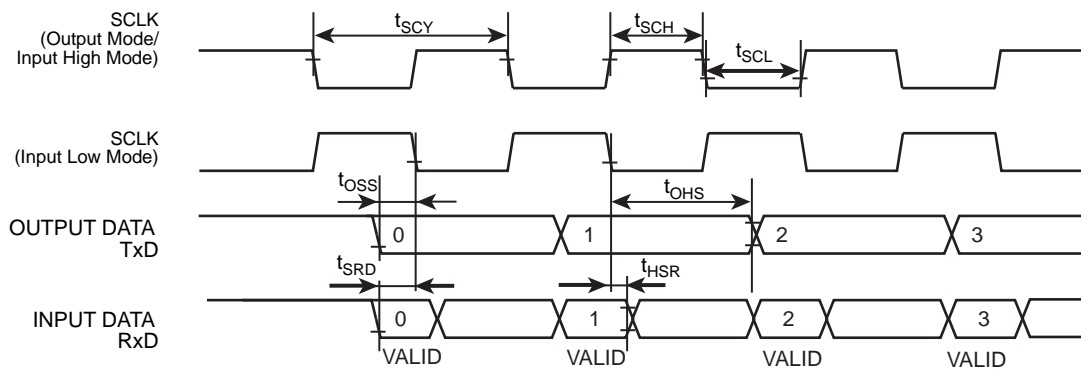 SCLK
(Output Mode/
Input High Mode)
tSCY
tSCH
tSCL
SCLK
(Input Low Mode)
tOSS
tOHS
OUTPUT DATA
TxD
0
1
2
3
tSRD
tHSR
INPUT DATA
RxD
0
1
2
3
VALID
VALID
VALID
VALID